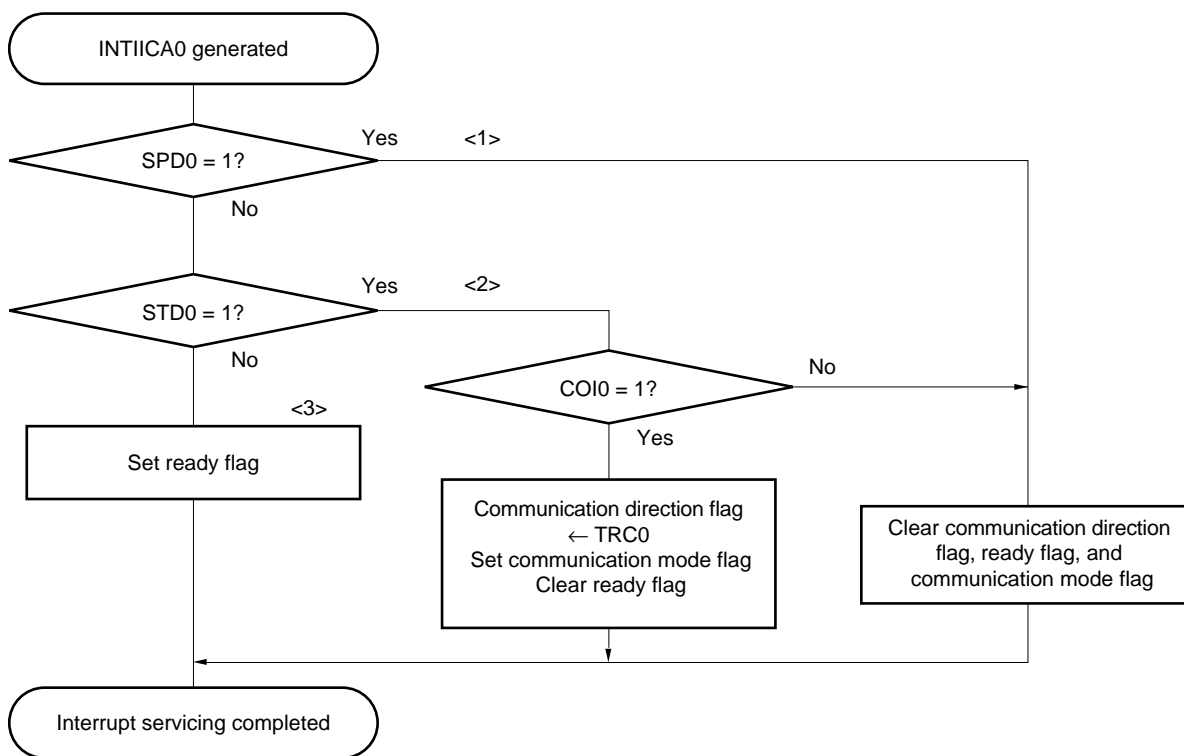 INTIICA0 generated
Yes
<1>
SPD0 = 1?
No
Yes
<2>
STD0 = 1?
No
COI0 = 1?
No
Yes
<3>
Set ready flag
Communication direction flag
← TRC0
Set communication mode flag
Clear ready flag
Clear communication direction
flag, ready flag, and
communication mode flag
Interrupt servicing completed